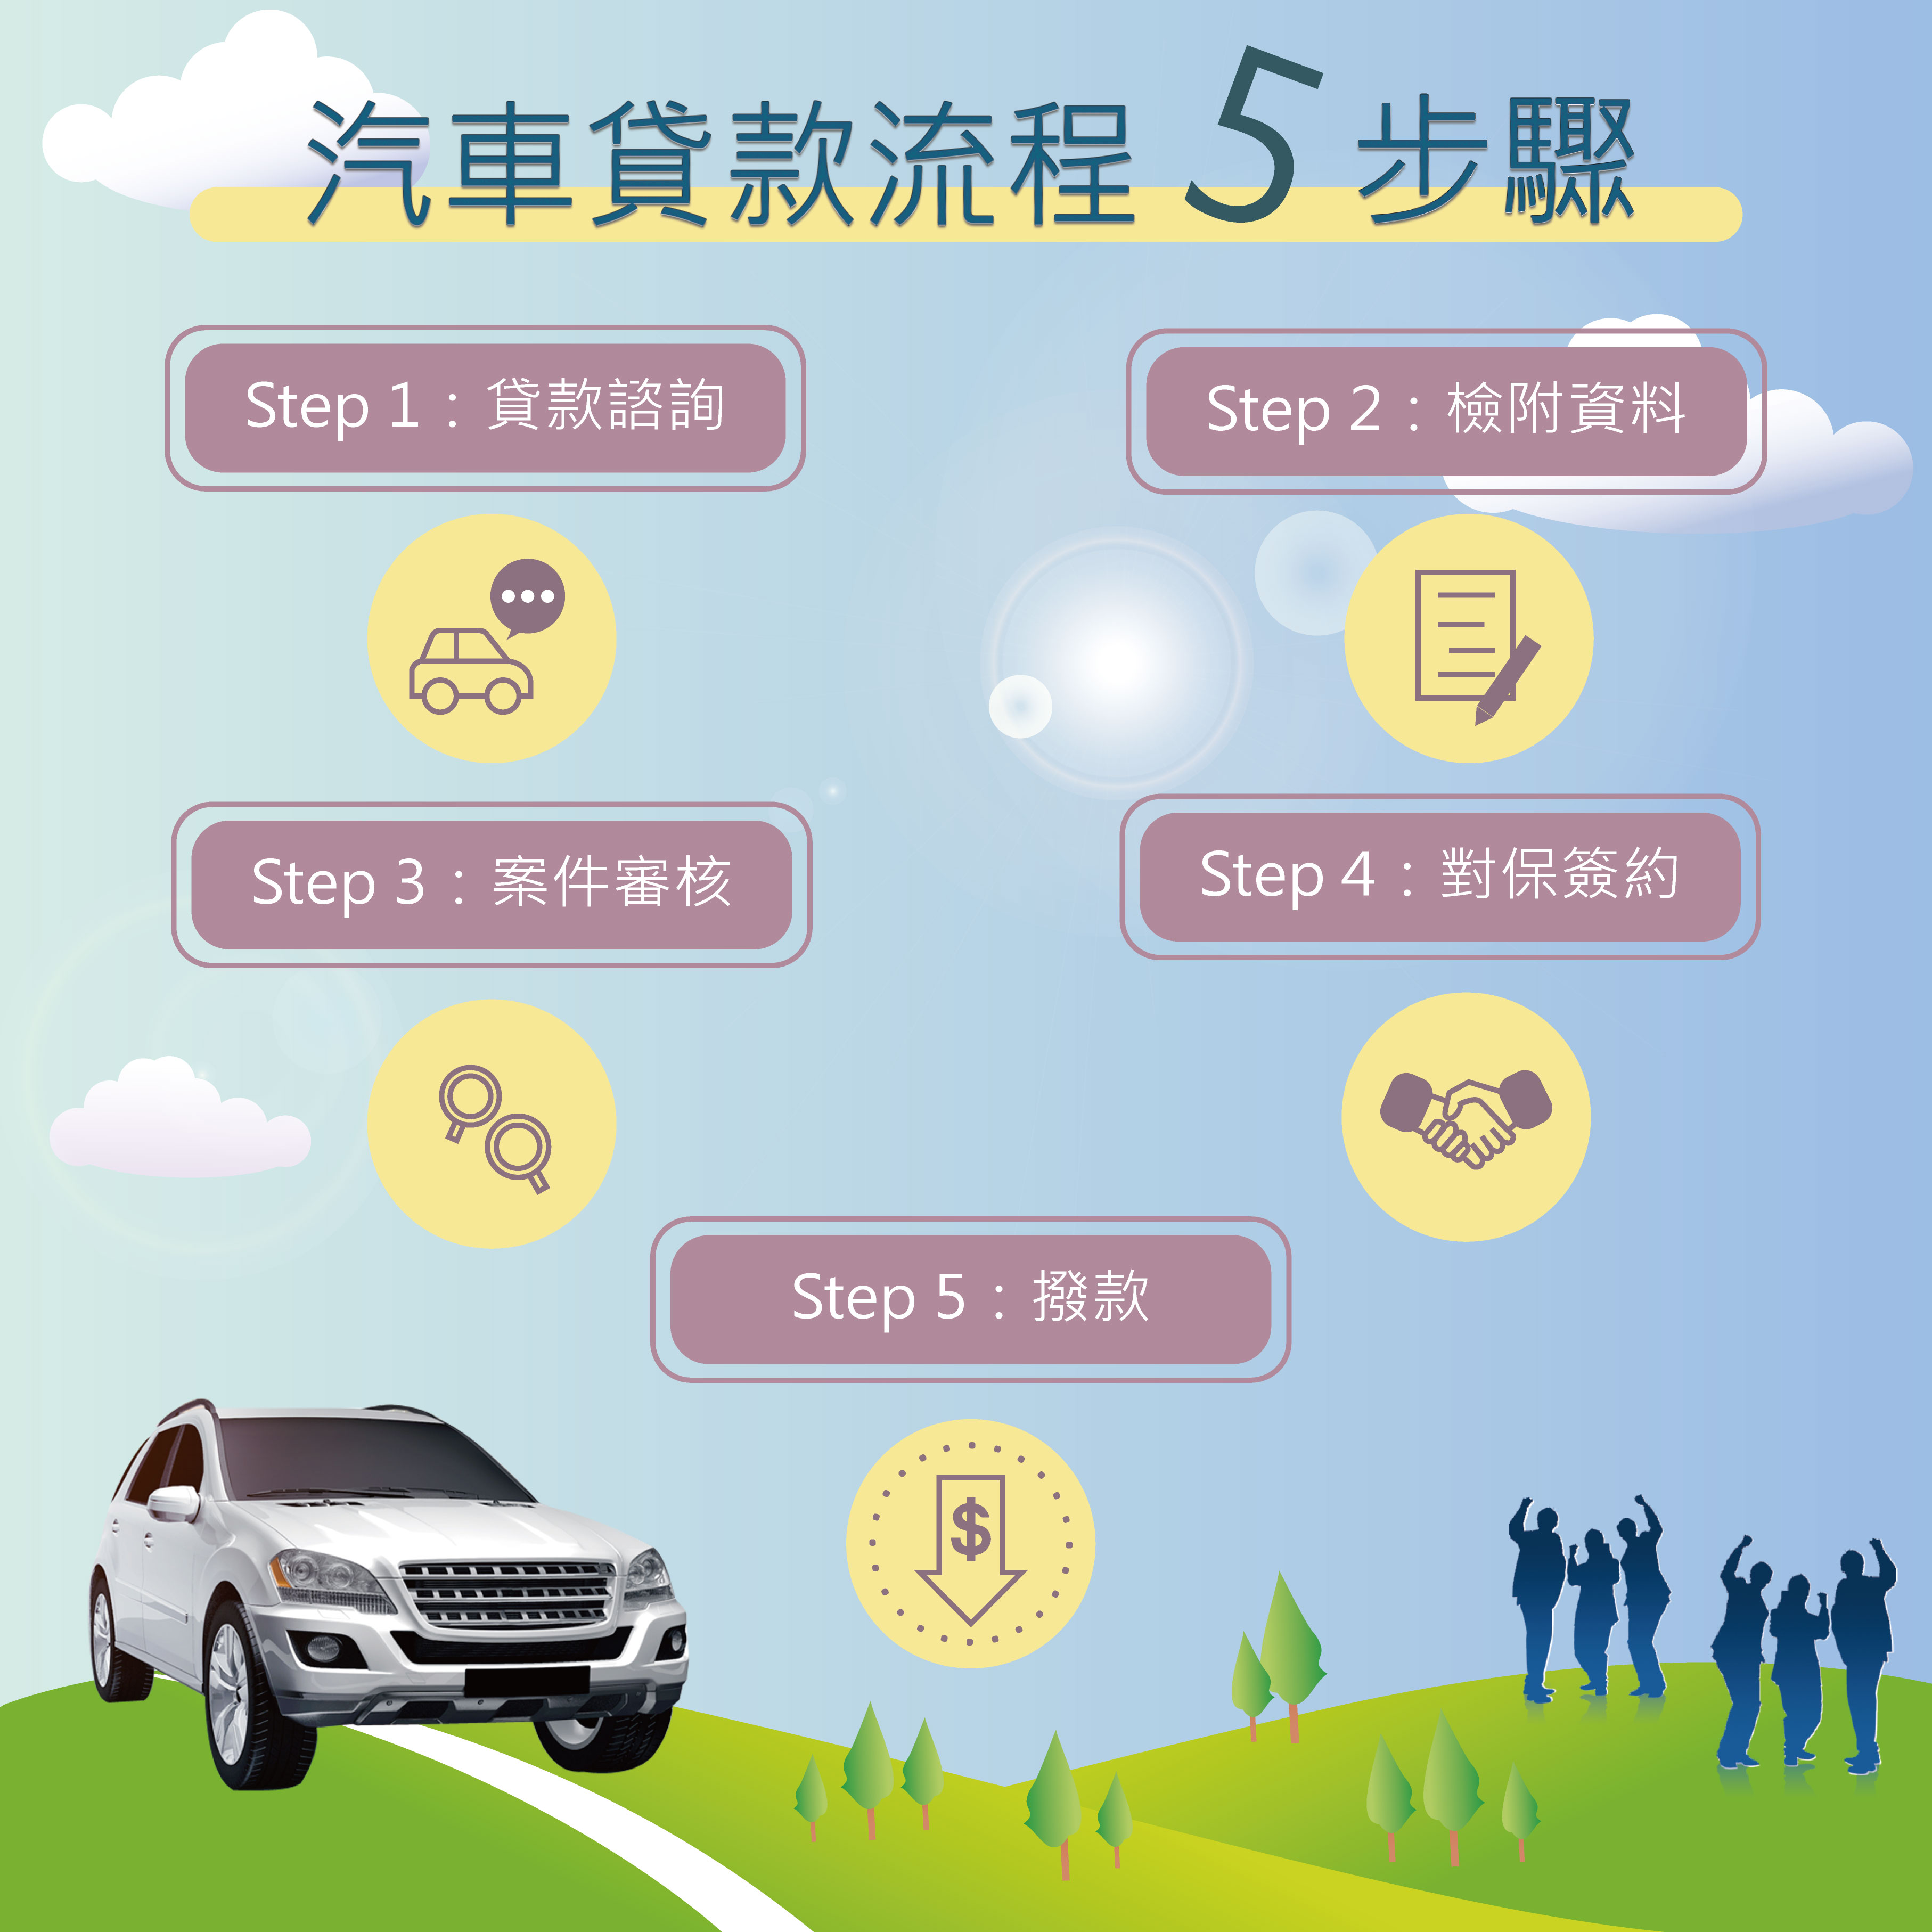 汽車貸款流程 5 步驟
Step 1：貸款諮詢
Step 2：檢附資料
Step 3：案件審核
Step 4：對保簽約
Step 5：撥款
$